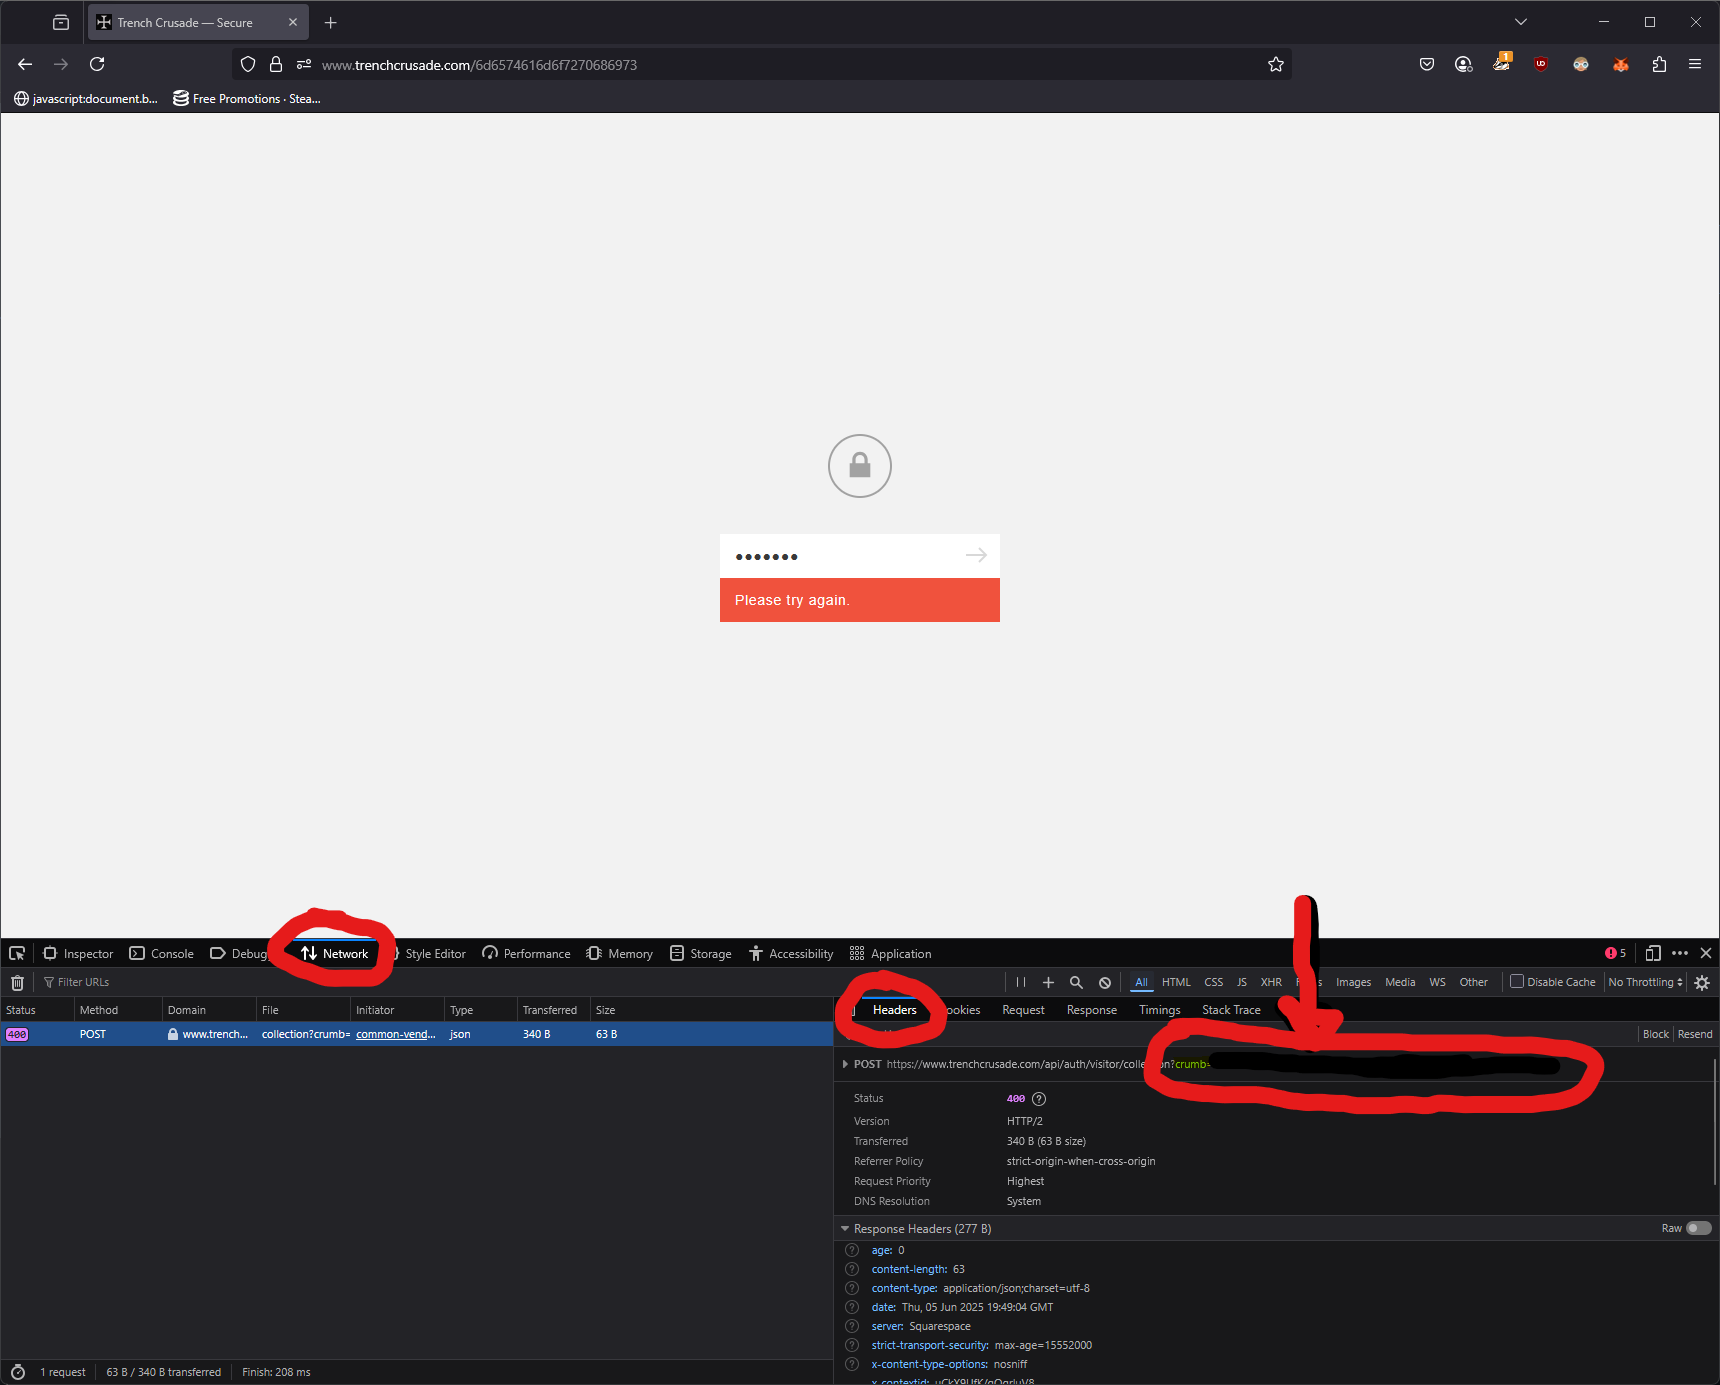 Trench Crusade — Secure
www.trenchcrusade.com/6d6574616d6f7270686973
1
javascript:document.b... Free Promotions · Stea...
•••••••
Please try again.
Inspector Console Debug Network Style Editor Performance Memory Storage Accessibility Application 5
Filter URLs All HTML CSS JS XHR Images Media WS Other Disable Cache No Throttling
Status Method Domain File Initiator Type Transferred Size Headers ookies Request Response Timings Stack Trace
400 POST www.trench... collection?crumb= common-vend... json 340 B 63 B Block Resend
POST https://www.trenchcrusade.com/api/auth/visitor/collection?crumb=
Status 400
Version HTTP/2
Transferred 340 B (63 B size)
Referrer Policy strict-origin-when-cross-origin
Request Priority Highest
DNS Resolution System
Response Headers (277 B) Raw
age: 0
content-length: 63
content-type: application/json;charset=utf-8
date: Thu, 05 Jun 2025 19:49:04 GMT
server: Squarespace
strict-transport-security: max-age=15552000
x-content-type-options: nosniff
1 request 63 B / 340 B transferred Finish: 208 ms